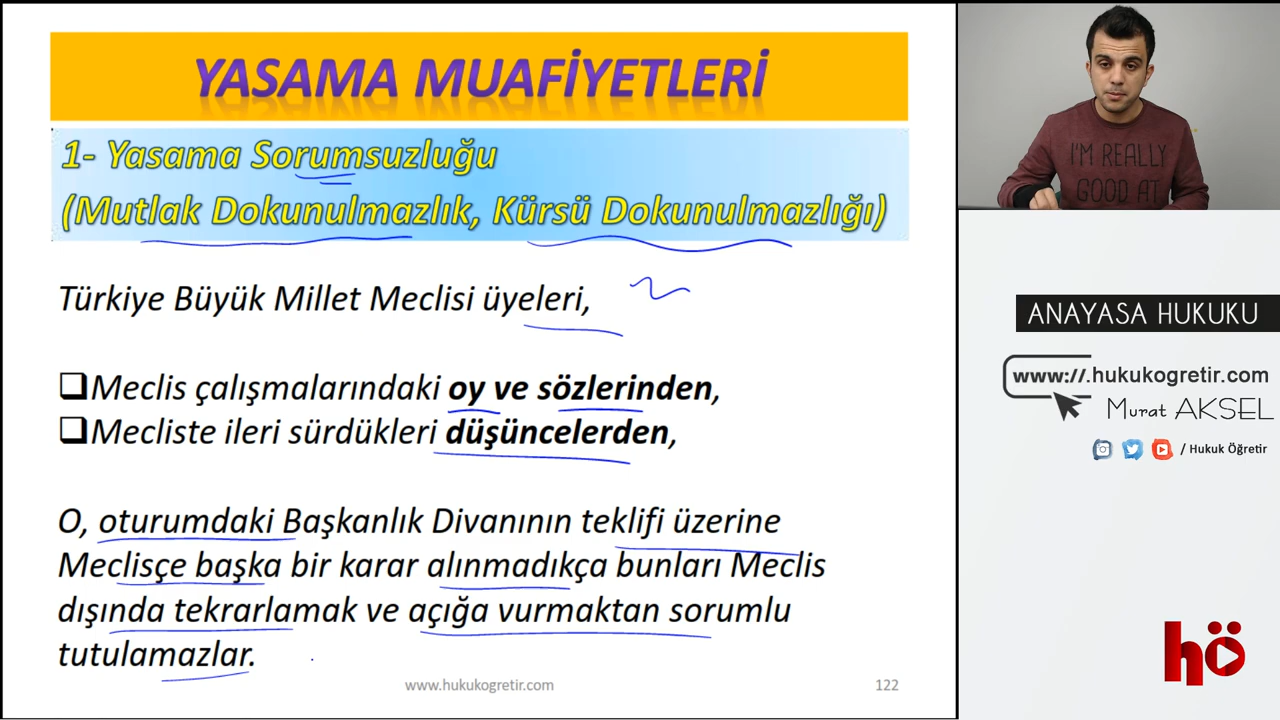 YASAMA MUAFİYETLERİ
1- Yasama Sorumsuzluğu
(Mutlak Dokunulmazlık, Kürsü Dokunulmazlığı)
Türkiye Büyük Millet Meclisi üyeleri,
Meclis çalışmalarındaki oy ve sözlerinden,
Mecliste ileri sürdükleri düşüncelerden,
O, oturumdaki Başkanlık Divanının teklifi üzerine
Meclisçe başka bir karar alınmadıkça bunları Meclis
dışında tekrarlamak ve açığa vurmaktan sorumlu
tutulamazlar.
www.hukukogretir.com
122
I'M REALLY
GOOD AT
ANAYASA HUKUKU
www://.hukukogretir.com
Murat AKSEL
/ Hukuk Öğretir
hö